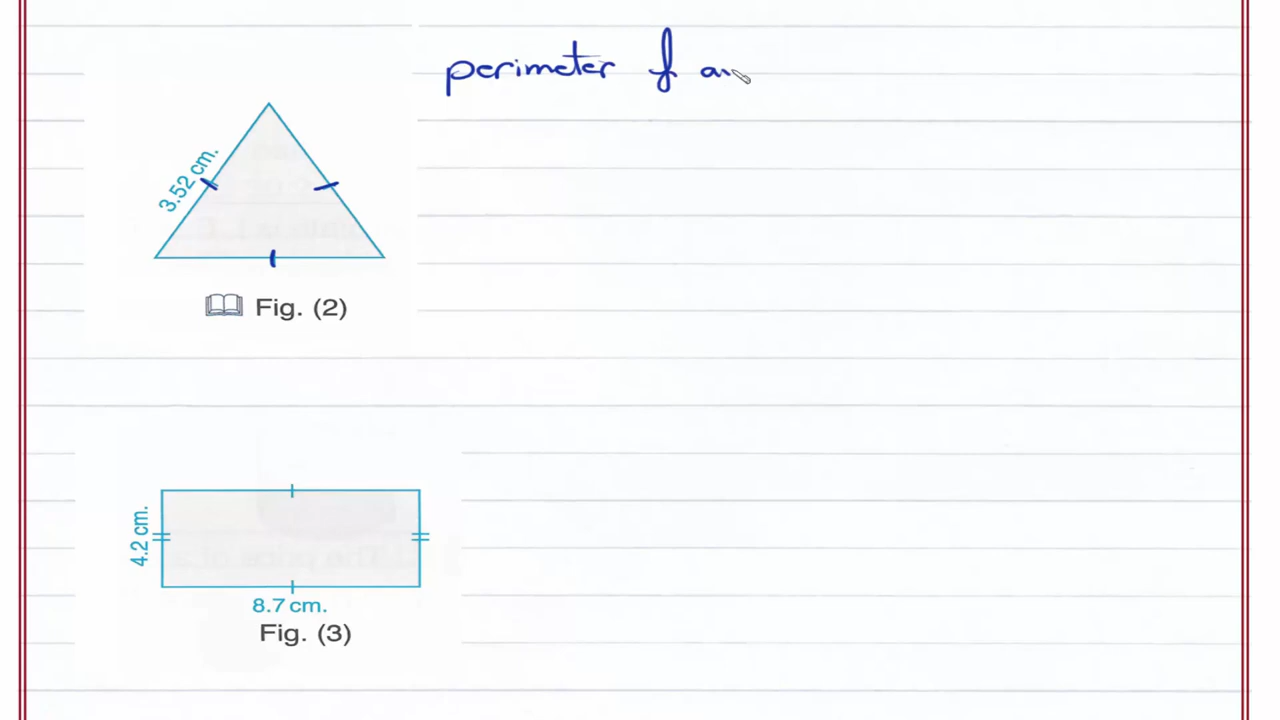 perimeter of
3.52 cm.
Fig. (2)
4.2 cm.
8.7 cm.
Fig. (3)